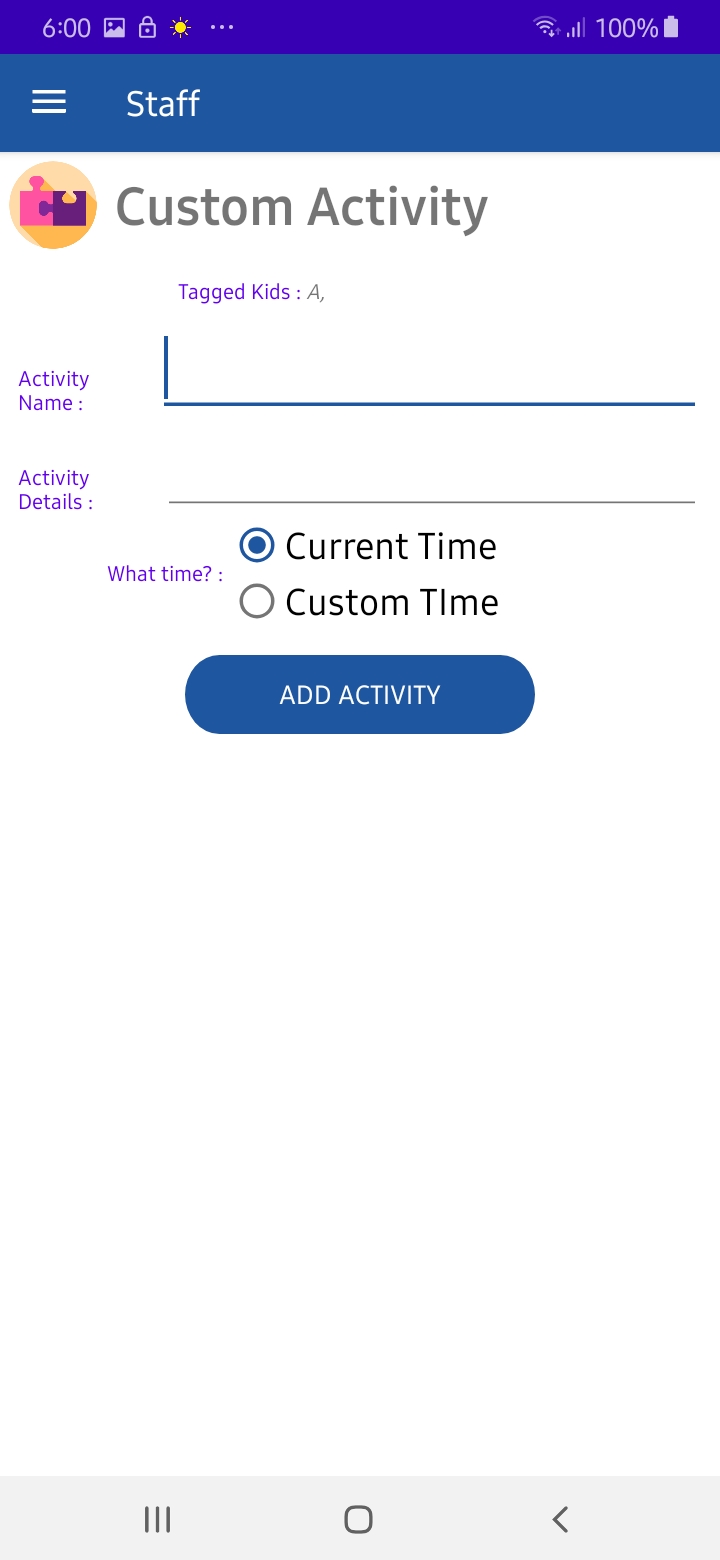 6:00
100%
Staff
Custom Activity
Tagged Kids : A,
Activity
Name :
Activity
Details :
Current Time
What time? :
Custom TIme
ADD ACTIVITY